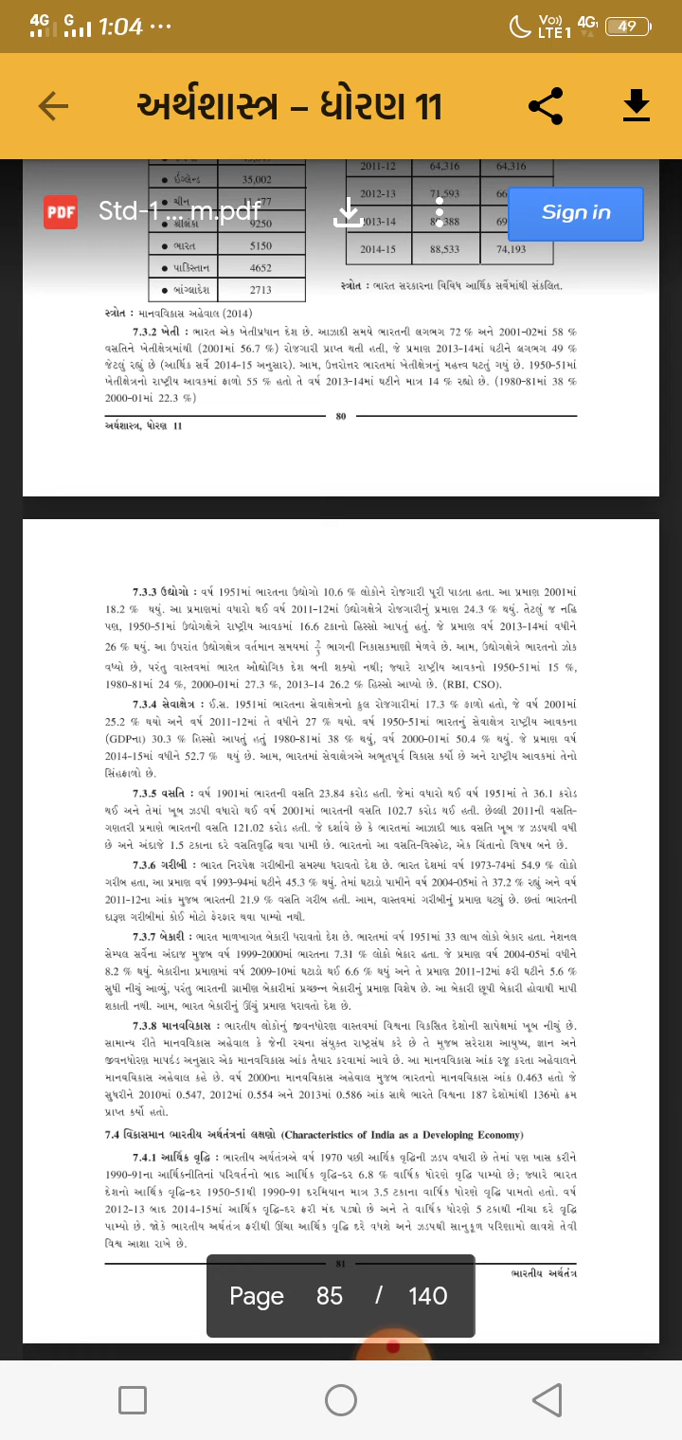 4G G 1:04 ••• Vo)) LTE1 4G 49
અર્થશાસ્ત્ર – ધોરણ 11
2011-12 64,316 64,316
• ઇંગ્લૅન્ડ 35,002
2012-13 71,593
• ચીન
PDF Std-1 ... m.pdf Sign in
• શ્રીલંકા 9250
2013-14
• ભારત 5150
2014-15 88,533 74,193
• પાકિસ્તાન 4652
• બાંગ્લાદેશ 2713
સ્ત્રોત : ભારત સરકારના વિવિધ આર્થિક સર્વેમાંથી સંકલિત.
સ્ત્રોત : માનવવિકાસ અહેવાલ (2014)
7.3.2 ખેતી : ભારત એક ખેતીપ્રધાન દેશ છે. આઝાદી સમયે ભારતની લગભગ 72 % અને 2001-02માં 58 %
વસતિને ખેતીક્ષેત્રમાંથી (2001માં 56.7 %) રોજગારી પ્રાપ્ત થતી હતી, જે પ્રમાણ 2013-14માં ઘટીને લગભગ 49 %
જેટલું રહ્યું છે (આર્થિક સર્વે 2014-15 અનુસાર). આમ, ઉત્તરોત્તર ભારતમાં ખેતીક્ષેત્રનું મહત્ત્વ ઘટતું ગયું છે. 1950-51માં
ખેતીક્ષેત્રનો રાષ્ટ્રીય આવકમાં ફાળો 55 % હતો તે વર્ષ 2013-14માં ઘટીને માત્ર 14 % રહ્યો છે. (1980-81માં 38 %
2000-01માં 22.3 %)
80
અર્થશાસ્ત્ર, ધોરણ 11
7.3.3 ઉદ્યોગો : વર્ષ 1951માં ભારતના ઉદ્યોગો 10.6 % લોકોને રોજગારી પૂરી પાડતા હતા. આ પ્રમાણ 2001માં
18.2 % થયું. આ પ્રમાણમાં વધારો થઈ વર્ષ 2011-12માં ઉદ્યોગક્ષેત્રે રોજગારીનું પ્રમાણ 24.3 % થયું. તેટલું જ નહિ
પણ, 1950-51માં ઉદ્યોગક્ષેત્રે રાષ્ટ્રીય આવકમાં 16.6 ટકાનો હિસ્સો આપતું હતું. જે પ્રમાણ વર્ષ 2013-14માં વધીને
26 % થયું. આ ઉપરાંત ઉદ્યોગક્ષેત્ર વર્તમાન સમયમાં 2/3 ભાગની નિકાસકમાણી મેળવે છે. આમ, ઉદ્યોગક્ષેત્રે ભારતનો ઝોક
વધ્યો છે, પરંતુ વાસ્તવમાં ભારત ઔદ્યોગિક દેશ બની શક્યો નથી; જ્યારે રાષ્ટ્રીય આવકનો 1950-51માં 15 %,
1980-81માં 24 %, 2000-01માં 27.3 %, 2013-14 26.2 % હિસ્સો આપ્યો છે. (RBI, CSO).
7.3.4 સેવાક્ષેત્ર : ઈ.સ. 1951માં ભારતના સેવાક્ષેત્રનો કુલ રોજગારીમાં 17.3 % ફાળો હતો, જે વર્ષ 2001માં
25.2 % થયો અને વર્ષ 2011-12માં તે વધીને 27 % થયો. વર્ષ 1950-51માં ભારતનું સેવાક્ષેત્ર રાષ્ટ્રીય આવકના
(GDPના) 30.3 % હિસ્સો આપતું હતું 1980-81માં 38 % થયું, વર્ષ 2000-01માં 50.4 % થયું. જે પ્રમાણ વર્ષ
2014-15માં વધીને 52.7 % થયું છે. આમ, ભારતમાં સેવાક્ષેત્રએ અભૂતપૂર્વ વિકાસ કર્યો છે અને રાષ્ટ્રીય આવકમાં તેનો
સિંહફાળો છે.
7.3.5 વસતિ : વર્ષ 1901માં ભારતની વસતિ 23.84 કરોડ હતી. જેમાં વધારો થઈ વર્ષ 1951માં તે 36.1 કરોડ
થઈ અને તેમાં ખૂબ ઝડપી વધારો થઈ વર્ષ 2001માં ભારતની વસતિ 102.7 કરોડ થઈ હતી. છેલ્લી 2011ની વસતિ-
ગણતરી પ્રમાણે ભારતની વસતિ 121.02 કરોડ હતી. જે દર્શાવે છે કે ભારતમાં આઝાદી બાદ વસતિ ખૂબ જ ઝડપથી વધી
છે અને અંદાજે 1.5 ટકાના દરે વસતિવૃદ્ધિ થવા પામી છે. ભારતનો આ વસતિ-વિસ્ફોટ, એક ચિંતાનો વિષય બને છે.
7.3.6 ગરીબી : ભારત નિરપેક્ષ ગરીબીની સમસ્યા ધરાવતો દેશ છે. ભારત દેશમાં વર્ષ 1973-74માં 54.9 % લોકો
ગરીબ હતા, આ પ્રમાણ વર્ષ 1993-94માં ઘટીને 45.3 % થયું. તેમાં ઘટાડો પામીને વર્ષ 2004-05માં તે 37.2 % રહ્યું અને વર્ષ
2011-12ના આંક મુજબ ભારતની 21.9 % વસતિ ગરીબ હતી. આમ, વાસ્તવમાં ગરીબીનું પ્રમાણ ઘટ્યું છે. છતાં ભારતની
દારૂણ ગરીબીમાં કોઈ મોટો ફેરફાર થવા પામ્યો નથી.
7.3.7 બેકારી : ભારત માળખાગત બેકારી ધરાવતો દેશ છે. ભારતમાં વર્ષ 1951માં 33 લાખ લોકો બેકાર હતા. નેશનલ
સેમ્પલ સર્વેના અંદાજ મુજબ વર્ષ 1999-2000માં ભારતના 7.31 % લોકો બેકાર હતા. જે પ્રમાણ વર્ષ 2004-05માં વધીને
8.2 % થયું. બેકારીના પ્રમાણમાં વર્ષ 2009-10માં ઘટાડો થઈ 6.6 % થયું અને તે પ્રમાણ 2011-12માં ફરી ઘટીને 5.6 %
સુધી નીચું આવ્યું, પરંતુ ભારતની ગ્રામીણ બેકારીમાં પ્રચ્છન્ન બેકારીનું પ્રમાણ વિશેષ છે. આ બેકારી છૂપી બેકારી હોવાથી માપી
શકાતી નથી. આમ, ભારત બેકારીનું ઊંચું પ્રમાણ ધરાવતો દેશ છે.
7.3.8 માનવવિકાસ : ભારતીય લોકોનું જીવનધોરણ વાસ્તવમાં વિશ્વના વિકસિત દેશોની સાપેક્ષમાં ખૂબ નીચું છે.
સામાન્ય રીતે માનવવિકાસ અહેવાલ કે જેની રચના સંયુક્ત રાષ્ટ્રસંઘ કરે છે તે મુજબ સરેરાશ આયુષ્ય, જ્ઞાન અને
જીવનધોરણ માપદંડ અનુસાર એક માનવવિકાસ આંક તૈયાર કરવામાં આવે છે. આ માનવવિકાસ આંક રજૂ કરતા અહેવાલને
માનવવિકાસ અહેવાલ કહે છે. વર્ષ 2000ના માનવવિકાસ અહેવાલ મુજબ ભારતનો માનવવિકાસ આંક 0.463 હતો જે
સુધરીને 2010માં 0.547, 2012માં 0.554 અને 2013માં 0.586 આંક સાથે ભારતે વિશ્વના 187 દેશોમાંથી 136મો ક્રમ
પ્રાપ્ત કર્યો હતો.
7.4 વિકાસમાન ભારતીય અર્થતંત્રનાં લક્ષણો (Characteristics of India as a Developing Economy)
7.4.1 આર્થિક વૃદ્ધિ : ભારતીય અર્થતંત્રએ વર્ષ 1970 પછી આર્થિક વૃદ્ધિની ઝડપ વધારી છે તેમાં પણ ખાસ કરીને
1990-91ના આર્થિકનીતિનાં પરિવર્તનો બાદ આર્થિક વૃદ્ધિ-દર 6.8 % વાર્ષિક ધોરણે વૃદ્ધિ પામ્યો છે; જ્યારે ભારત
દેશનો આર્થિક વૃદ્ધિ-દર 1950-51થી 1990-91 દરમિયાન માત્ર 3.5 ટકાના વાર્ષિક ધોરણે વૃદ્ધિ પામતો હતો. વર્ષ
2012-13 બાદ 2014-15માં આર્થિક વૃદ્ધિ-દર ફરી મંદ પડ્યો છે અને તે વાર્ષિક ધોરણે 5 ટકાથી નીચા દરે વૃદ્ધિ
પામ્યો છે. જોકે ભારતીય અર્થતંત્ર ફરીથી ઊંચા આર્થિક વૃદ્ધિ દરે વધશે અને ઝડપથી સાનુકૂળ પરિણામો લાવશે તેવી
વિશ્વ આશા રાખે છે.
81
ભારતીય અર્થતંત્ર
Page 85 / 140